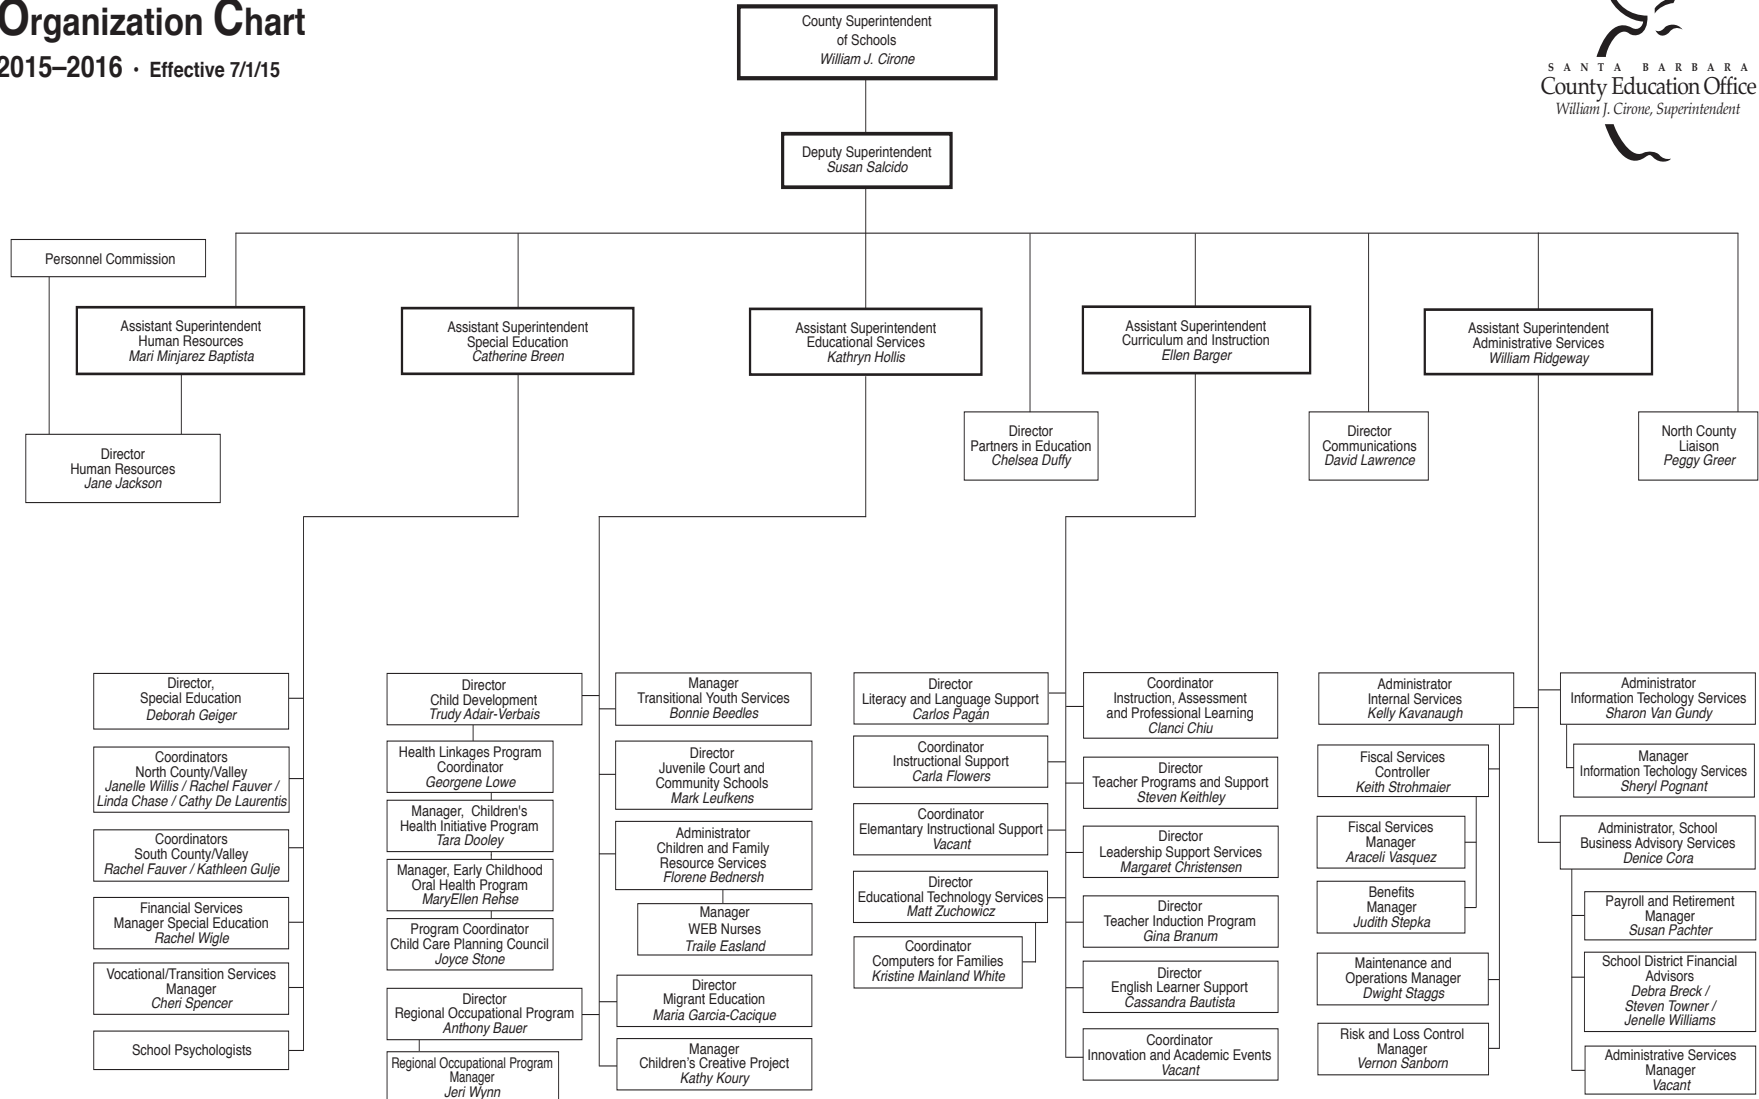 Organization Chart
2015–2016 · Effective 7/1/15
County Superintendent
of Schools
William J. Cirone
SANTA BARBARA
County Education Office
William J. Cirone, Superintendent
Deputy Superintendent
Susan Salcido
Personnel Commission
Assistant Superintendent
Human Resources
Mari Minjarez Baptista
Assistant Superintendent
Special Education
Catherine Breen
Assistant Superintendent
Educational Services
Kathryn Hollis
Assistant Superintendent
Curriculum and Instruction
Ellen Barger
Assistant Superintendent
Administrative Services
William Ridgeway
Director
Human Resources
Jane Jackson
Director
Partners in Education
Chelsea Duffy
Director
Communications
David Lawrence
North County
Liaison
Peggy Greer
Director,
Special Education
Deborah Geiger
Coordinators
North County/Valley
Janelle Willis / Rachel Fauver /
Linda Chase / Cathy De Laurentis
Coordinators
South County/Valley
Rachel Fauver / Kathleen Gulje
Financial Services
Manager Special Education
Rachel Wigle
Vocational/Transition Services
Manager
Cheri Spencer
School Psychologists
Director
Child Development
Trudy Adair-Verbais
Health Linkages Program
Coordinator
Georgene Lowe
Manager, Children's
Health Initiative Program
Tara Dooley
Manager, Early Childhood
Oral Health Program
MaryEllen Rehse
Program Coordinator
Child Care Planning Council
Joyce Stone
Director
Regional Occupational Program
Anthony Bauer
Regional Occupational Program
Manager
Jeri Wynn
Manager
Transitional Youth Services
Bonnie Beedles
Director
Juvenile Court and
Community Schools
Mark Leufkens
Administrator
Children and Family
Resource Services
Florene Bednersh
Manager
WEB Nurses
Traile Easland
Director
Migrant Education
Maria Garcia-Cacique
Manager
Children's Creative Project
Kathy Koury
Director
Literacy and Language Support
Carlos Pagán
Coordinator
Instructional Support
Carla Flowers
Coordinator
Elemantary Instructional Support
Vacant
Director
Educational Technology Services
Matt Zuchowicz
Coordinator
Computers for Families
Kristine Mainland White
Coordinator
Instruction, Assessment
and Professional Learning
Clanci Chiu
Director
Teacher Programs and Support
Steven Keithley
Director
Leadership Support Services
Margaret Christensen
Director
Teacher Induction Program
Gina Branum
Director
English Learner Support
Cassandra Bautista
Coordinator
Innovation and Academic Events
Vacant
Administrator
Internal Services
Kelly Kavanaugh
Fiscal Services
Controller
Keith Strohmaier
Fiscal Services
Manager
Araceli Vasquez
Benefits
Manager
Judith Stepka
Maintenance and
Operations Manager
Dwight Staggs
Risk and Loss Control
Manager
Vernon Sanborn
Administrator
Information Techology Services
Sharon Van Gundy
Manager
Information Techology Services
Sheryl Pognant
Administrator, School
Business Advisory Services
Denice Cora
Payroll and Retirement
Manager
Susan Pachter
School District Financial
Advisors
Debra Breck /
Steven Towner /
Jenelle Williams
Administrative Services
Manager
Vacant